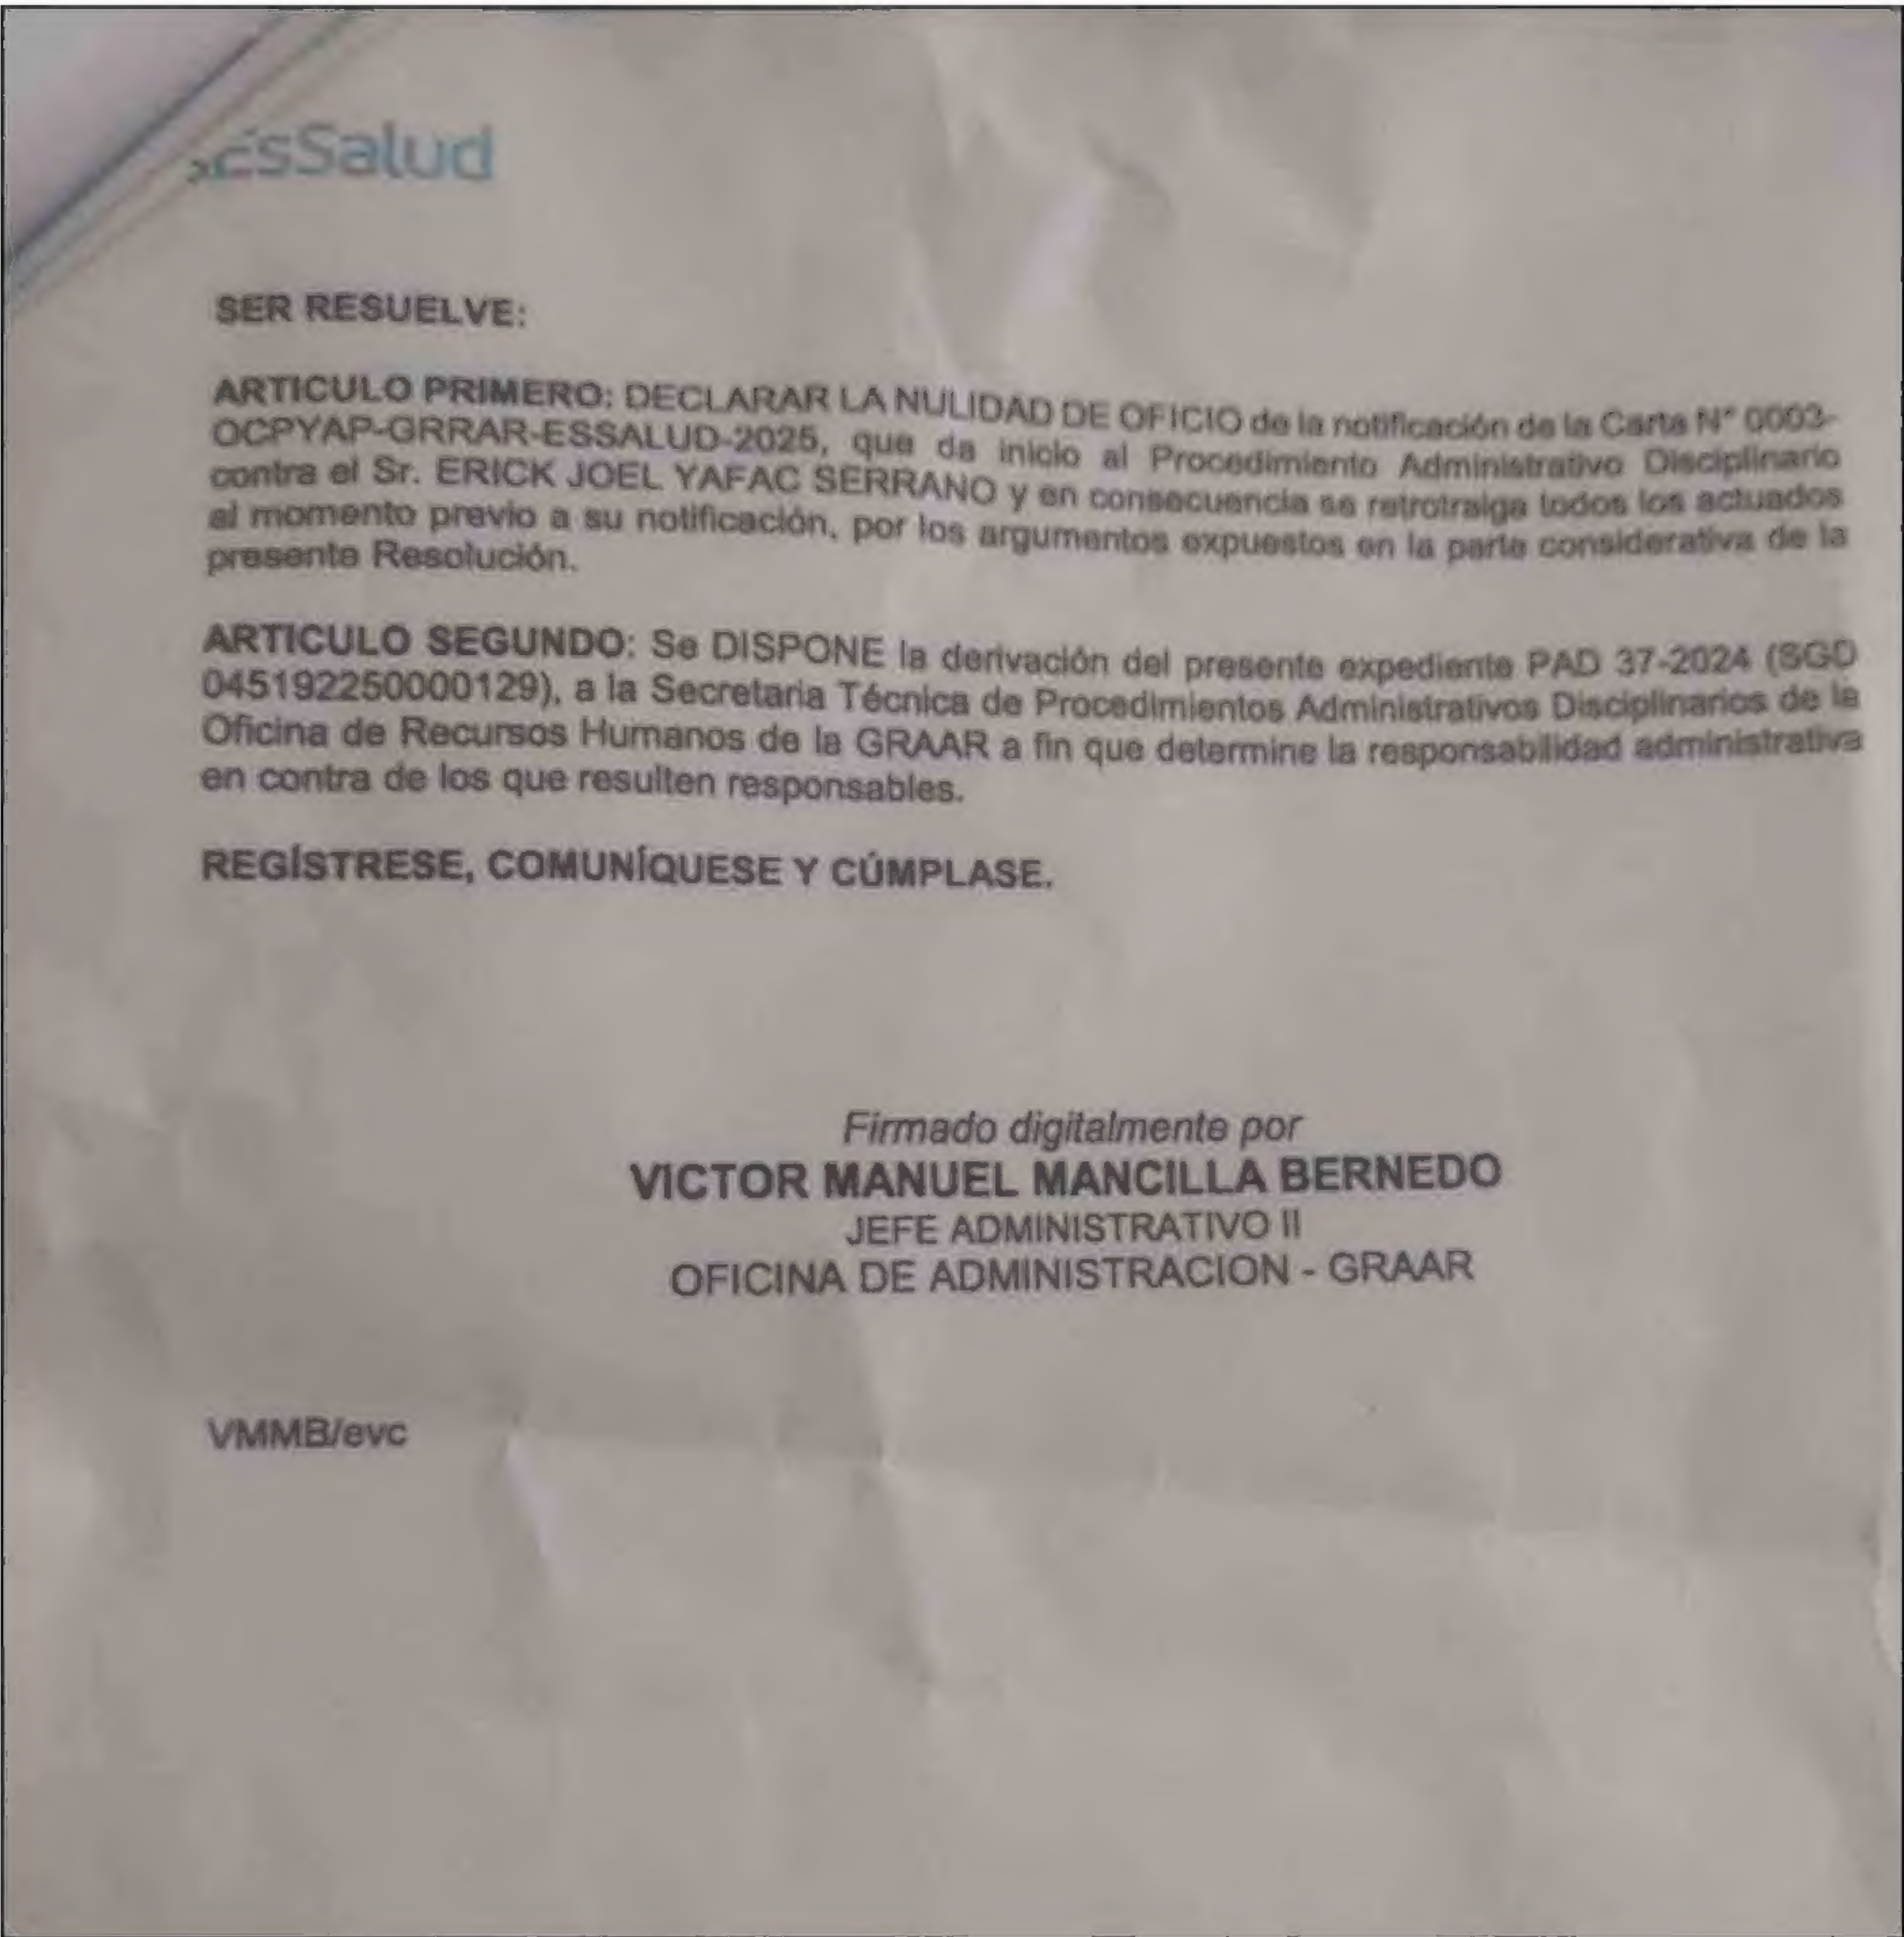 EsSalud
SER RESUELVE:
ARTICULO PRIMERO: DECLARAR LA NULIDAD DE OFICIO de la notificación de la Carta N° 0003-
OCPYAP-GRRAR-ESSALUD-2025, que da inicio al Procedimiento Administrativo Disciplinario
contra el Sr. ERICK JOEL YAFAC SERRANO y en consecuencia se retrotraiga todos los actuados
al momento previo a su notificación, por los argumentos expuestos en la parte considerativa de la
presente Resolución.
ARTICULO SEGUNDO: Se DISPONE la derivación del presente expediente PAD 37-2024 (SGD
045192250000129), a la Secretaria Técnica de Procedimientos Administrativos Disciplinarios de la
Oficina de Recursos Humanos de la GRAAR a fin que determine la responsabilidad administrativa
en contra de los que resulten responsables.
REGÍSTRESE, COMUNÍQUESE Y CÚMPLASE.
Firmado digitalmente por
VICTOR MANUEL MANCILLA BERNEDO
JEFE ADMINISTRATIVO II
OFICINA DE ADMINISTRACION - GRAAR
VMMB/evc